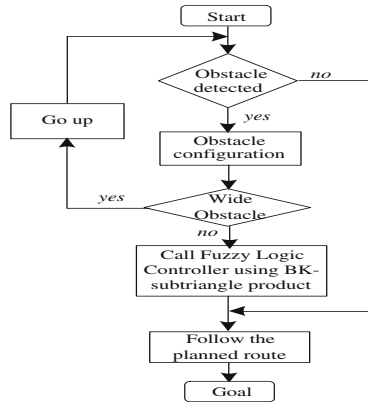 Start
Obstacle
detected
no
yes
Go up
Obstacle
configuration
yes
Wide
Obstacle
no
Call Fuzzy Logic
Controller using BK-
subtriangle product
Follow the
planned route
Goal